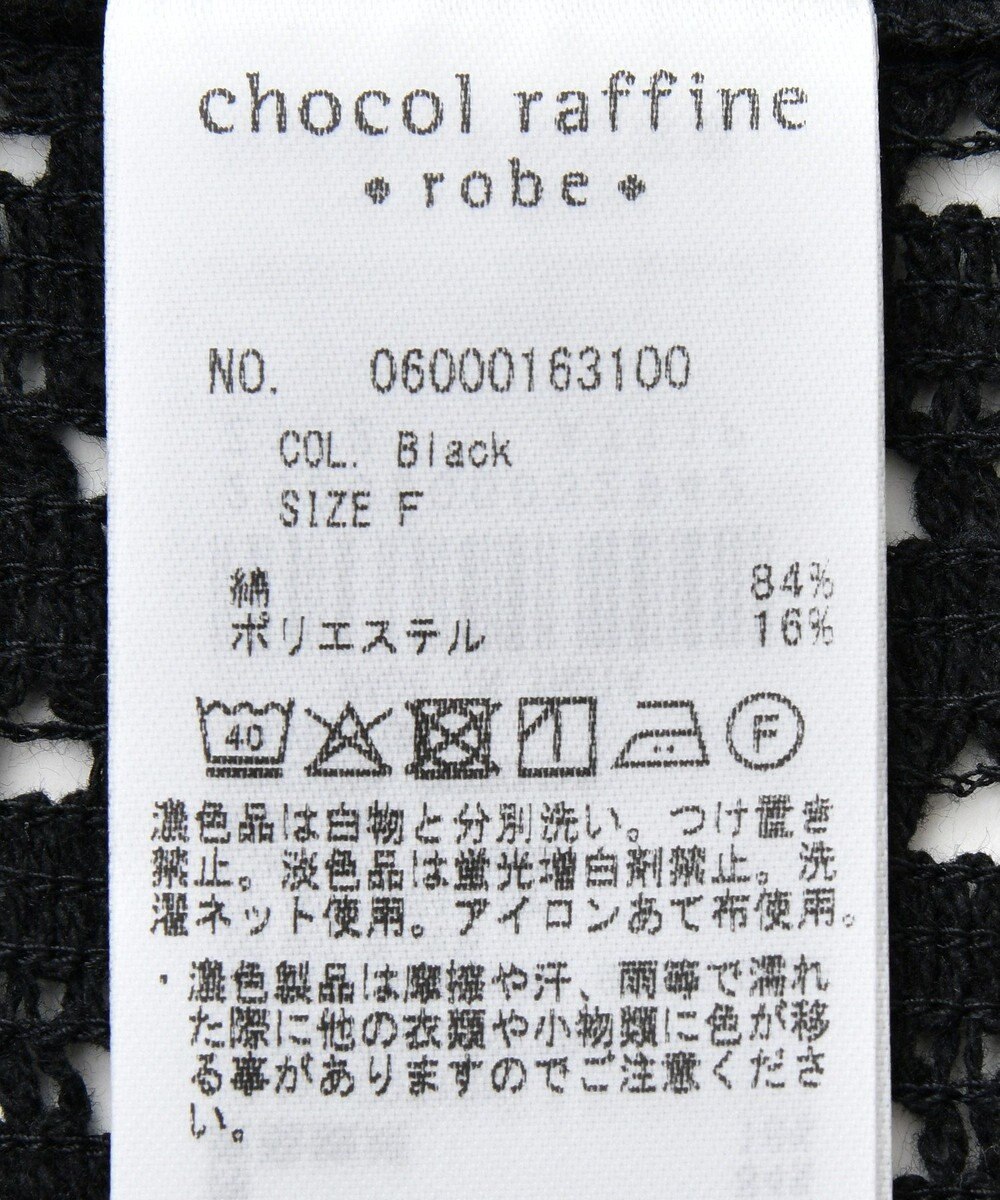 chocol raffine
robe
NO. 06000163100
COL. Black
SIZE F
綿 84%
ポリエステル 16%
40 F
濃色品は白物と分別洗い。つけ置き
禁止。淡色品は蛍光増白剤禁止。洗
濯ネット使用。アイロンあて布使用。
・濃色製品は摩擦や汗、雨等で濡れ
た際に他の衣類や小物類に色が移
る事がありますのでご注意くださ
い。